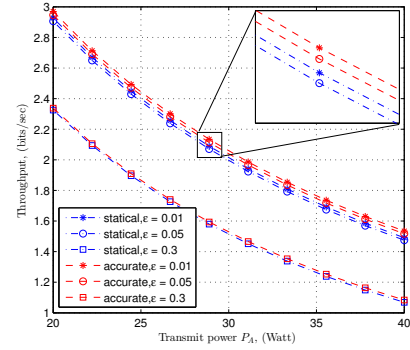 3
2.8
2.6
2.4
2.2
2
1.8
1.6
1.4
1.2
1
Throughput, (bits/sec)
statical,ε = 0.01
statical,ε = 0.05
statical,ε = 0.3
accurate,ε = 0.01
accurate,ε = 0.05
accurate,ε = 0.3
20 25 30 35 40
Transmit power P_A, (Watt)